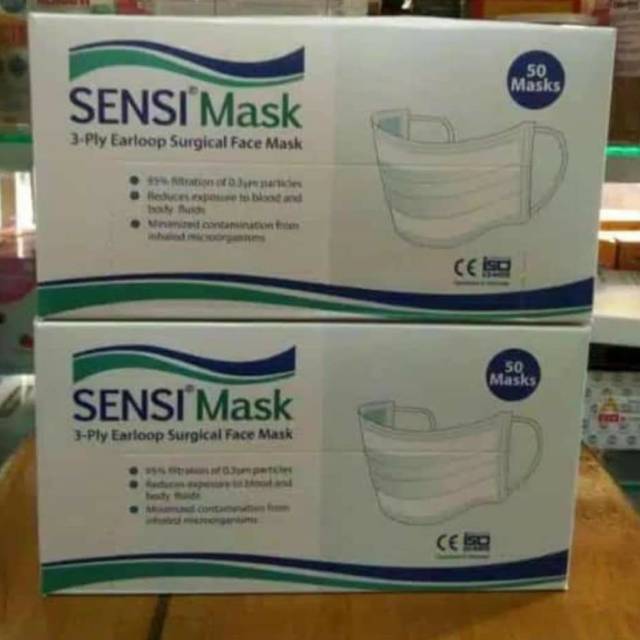 50
Masks
SENSI® Mask
3-Ply Earloop Surgical Face Mask
95% filtration of 0.3µm particles
Reduces exposure to blood and
body fluids
Minimized contamination from
inhaled microorganisms
CE ISO
50
Masks
SENSI® Mask
3-Ply Earloop Surgical Face Mask
95% filtration of 0.3µm particles
Reduces exposure to blood and
body fluids
Minimized contamination from
inhaled microorganisms
CE ISO